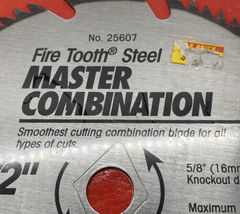 No. 25607
Fire Tooth® Steel
MASTER
COMBINATION
Smoothest cutting combination blade for all
types of cuts.
2"
5/8" (16mm
Knockout d
Maximum